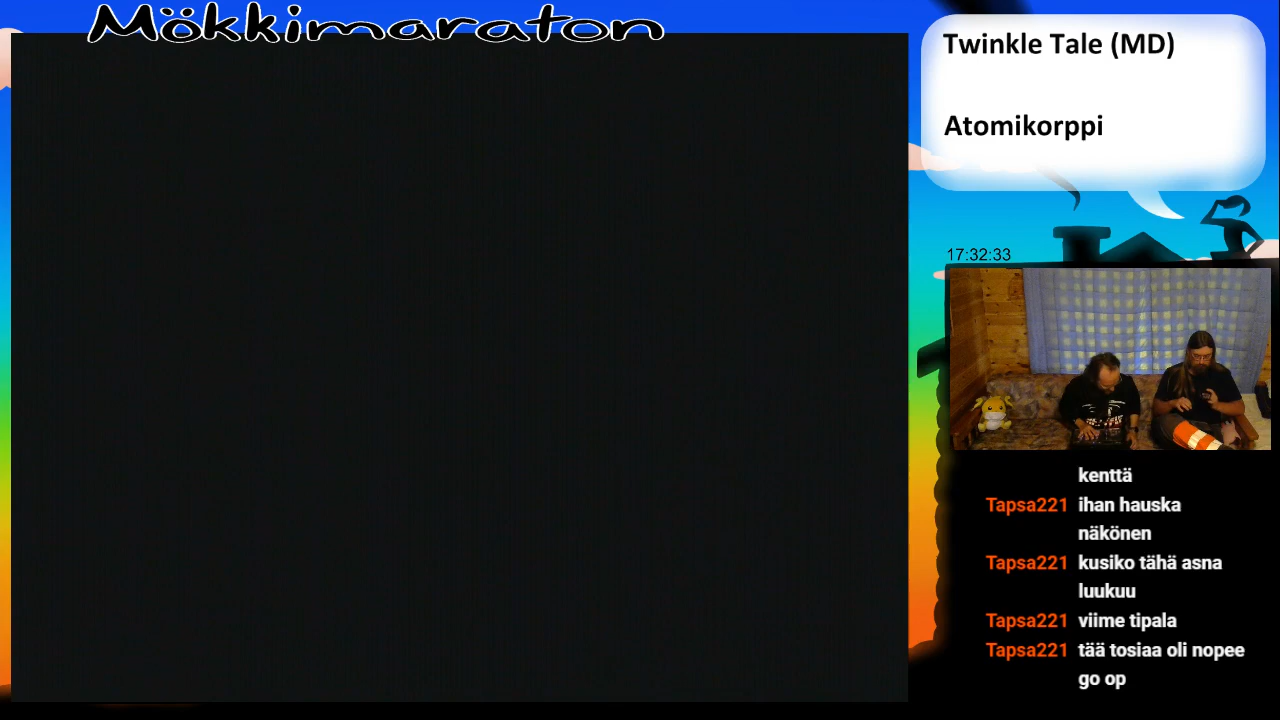 Mökkimaraton
Twinkle Tale (MD)
Atomikorppi
17:32:33
kenttä
Tapsa221 ihan hauska
näkönen
Tapsa221 kusiko tähä asna
luukuu
Tapsa221 viime tipala
Tapsa221 tää tosiaa oli nopee
go op